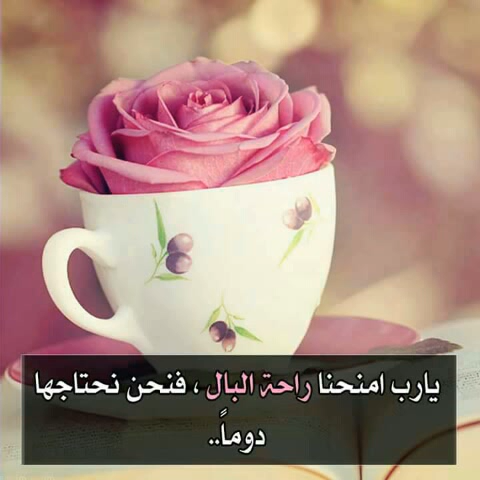 يارب امنحنا راحة البال ، فنحن نحتاجها
دوماً..